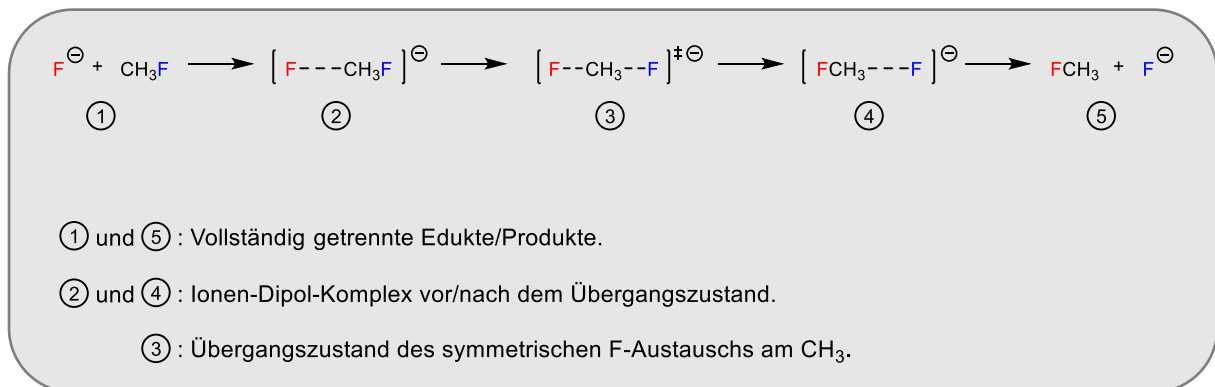 F⊖ + CH₃F → [F---CH₃F]⊖ → [F--CH₃--F]‡⊖ → [FCH₃---F]⊖ → FCH₃ + F⊖
① ② ③ ④ ⑤
① und ⑤ : Vollständig getrennte Edukte/Produkte.
② und ④ : Ionen-Dipol-Komplex vor/nach dem Übergangszustand.
③ : Übergangszustand des symmetrischen F-Austauschs am CH₃.